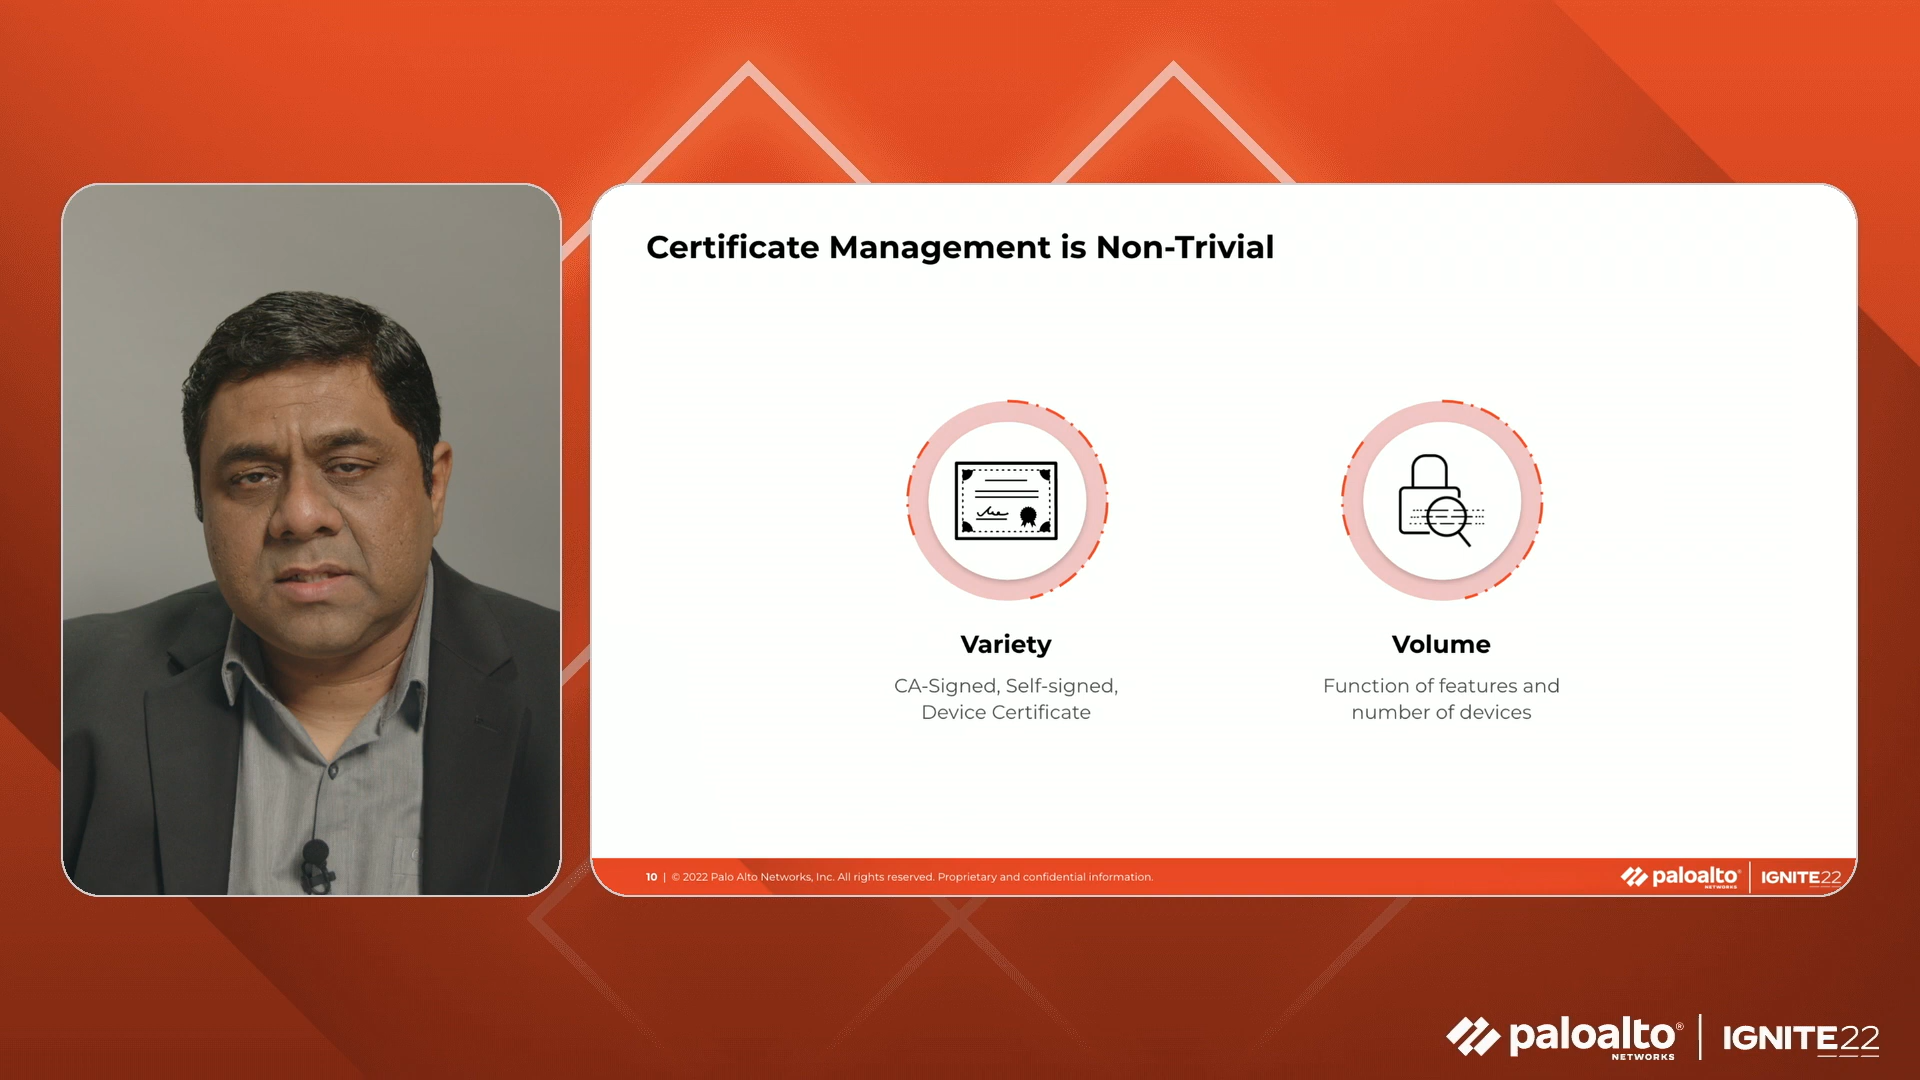 Certificate Management is Non-Trivial
Variety
CA-Signed, Self-signed,
Device Certificate
Volume
Function of features and
number of devices
10 | © 2022 Palo Alto Networks, Inc. All rights reserved. Proprietary and confidential information.
paloalto® NETWORKS | IGNITE22
paloalto® NETWORKS | IGNITE22